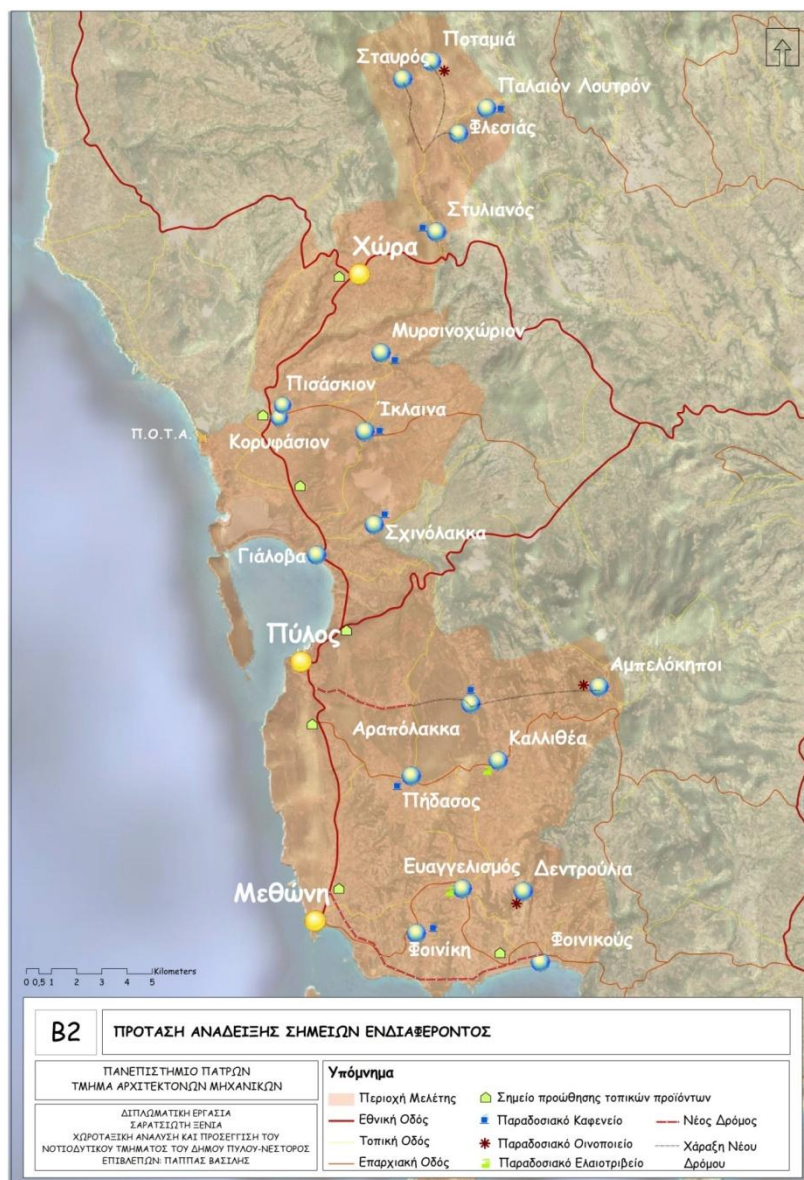 Ποταμιά
Σταυρός
Παλαιόν Λουτρόν
Φλεσιάς
Στυλιανός
Χώρα
Μυρσινοχώριον
Πισάσκιον
Ίκλαινα
Π.Ο.Τ.Α.
Κορυφάσιον
Σχινόλακκα
Γιάλοβα
Πύλος
Αμπελόκηποι
Αραπόλακκα
Καλλιθέα
Πήδασος
Ευαγγελισμός
Δεντρούλια
Μεθώνη
Φοινίκη
Φοινικούς
Kilometers
0 0,5 1 2 3 4 5
Β2
ΠΡΟΤΑΣΗ ΑΝΑΔΕΙΞΗΣ ΣΗΜΕΙΩΝ ΕΝΔΙΑΦΕΡΟΝΤΟΣ
ΠΑΝΕΠΙΣΤΗΜΙΟ ΠΑΤΡΩΝ
ΤΜΗΜΑ ΑΡΧΙΤΕΚΤΟΝΩΝ ΜΗΧΑΝΙΚΩΝ
ΔΙΠΛΩΜΑΤΙΚΗ ΕΡΓΑΣΙΑ
ΣΑΡΑΤΣΙΩΤΗ ΞΕΝΙΑ
ΧΩΡΟΤΑΞΙΚΗ ΑΝΑΛΥΣΗ ΚΑΙ ΠΡΟΣΕΓΓΙΣΗ ΤΟΥ
ΝΟΤΙΟΔΥΤΙΚΟΥ ΤΜΗΜΑΤΟΣ ΤΟΥ ΔΗΜΟΥ ΠΥΛΟΥ-ΝΕΣΤΟΡΟΣ
ΕΠΙΒΛΕΠΩΝ: ΠΑΠΠΑΣ ΒΑΣΙΛΗΣ
Υπόμνημα
Περιοχή Μελέτης
Εθνική Οδός
Τοπική Οδός
Επαρχιακή Οδός
Σημείο προώθησης τοπικών προϊόντων
Παραδοσιακό Καφενείο
Παραδοσιακό Οινοποιείο
Παραδοσιακό Ελαιοτριβείο
Νέος Δρόμος
Χάραξη Νέου
Δρόμου